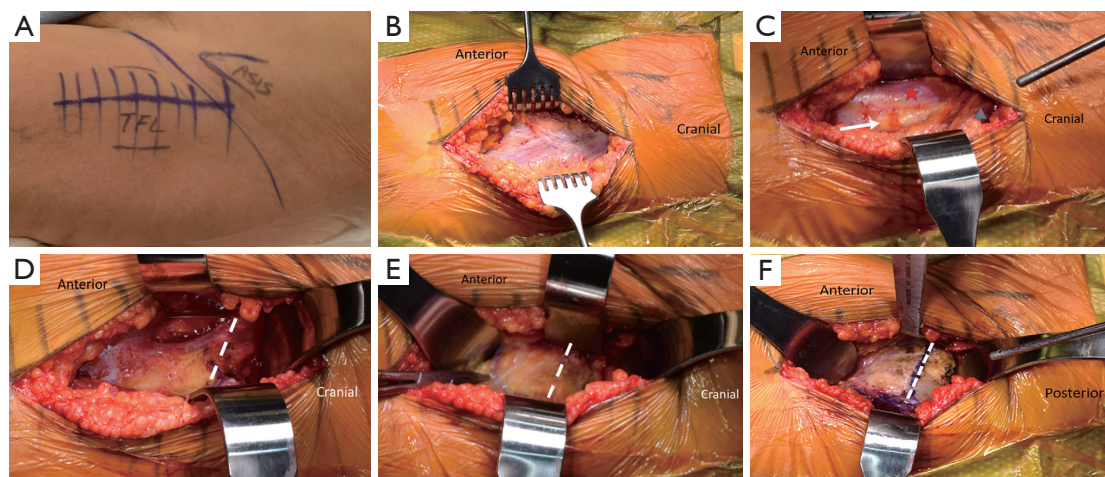 A
ASIS
TFL
B
Anterior
Cranial
C
Anterior
Cranial
D
Anterior
Cranial
E
Anterior
Cranial
F
Anterior
Posterior